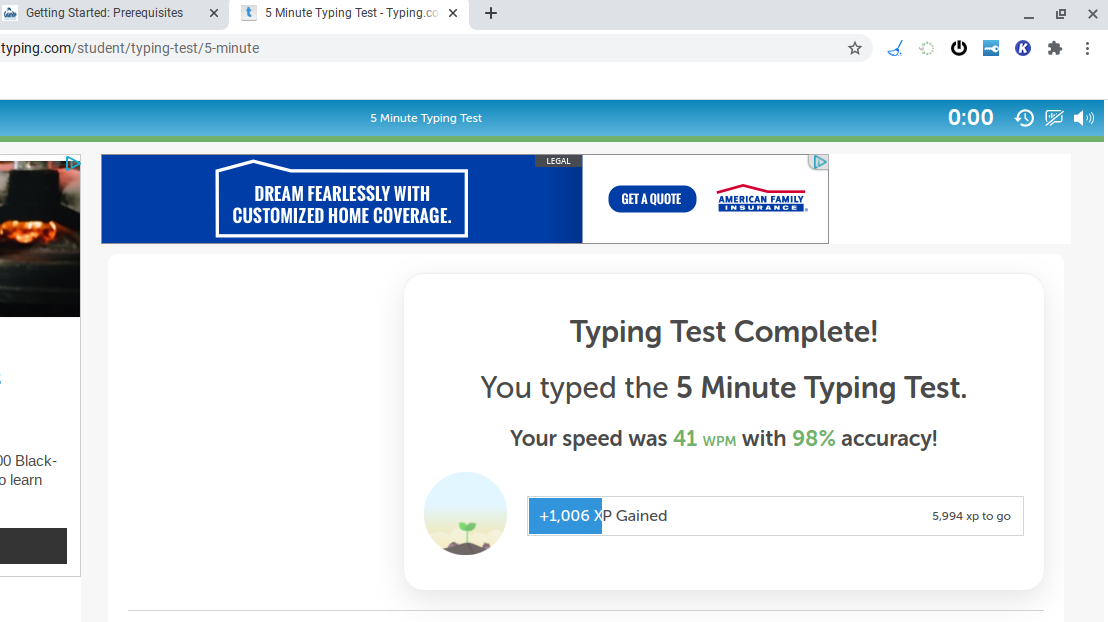 Getting Started: Prerequisites
5 Minute Typing Test - Typing.co
typing.com/student/typing-test/5-minute
5 Minute Typing Test
0:00
LEGAL
DREAM FEARLESSLY WITH
CUSTOMIZED HOME COVERAGE.
GET A QUOTE
AMERICAN FAMILY
INSURANCE
Typing Test Complete!
You typed the 5 Minute Typing Test.
Your speed was 41 WPM with 98% accuracy!
00 Black-
o learn
+1,006 XP Gained
5,994 xp to go